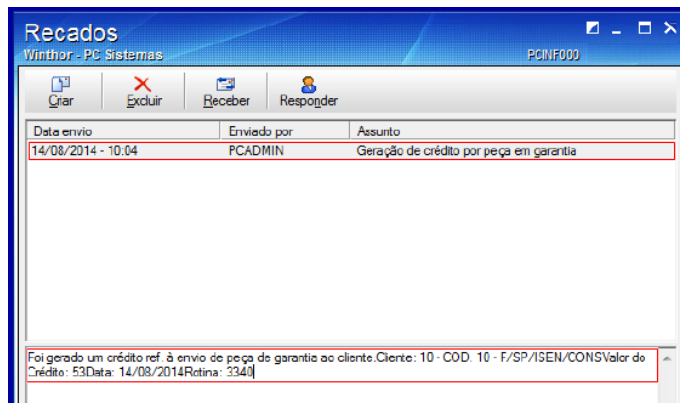 Recados
Winthor - PC Sistemas
PCINF000
Criar Excluir Receber Responder
Data envio Enviado por Assunto
14/08/2014 - 10:04 PCADMIN Geração de crédito por peça em garantia
Foi gerado um crédito ref. à envio de peça de garantia ao cliente.Cliente: 10 - COD. 10 - F/SP/ISEN/CONSValor do
Crédito: 53Data: 14/08/2014Rotina: 3340